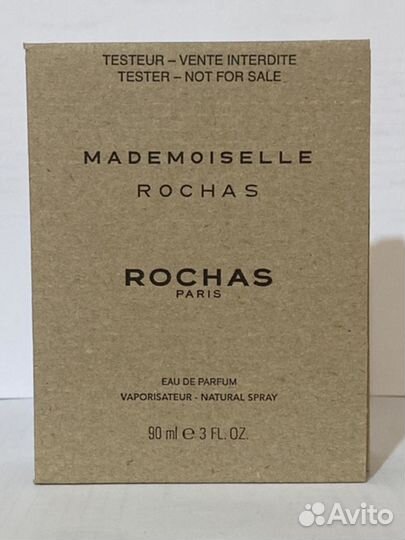 TESTEUR – VENTE INTERDITE
TESTER – NOT FOR SALE
MADEMOISELLE
ROCHAS
ROCHAS
PARIS
EAU DE PARFUM
VAPORISATEUR - NATURAL SPRAY
90 ml e 3 FL. OZ.
Avito